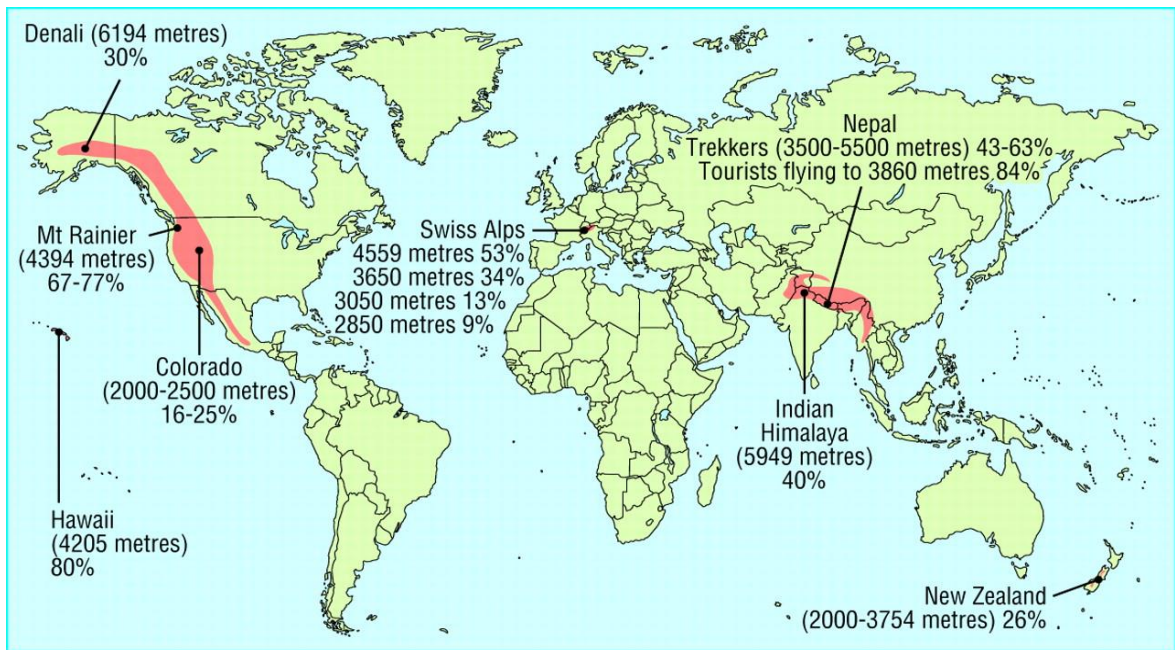 Denali (6194 metres)
30%
Mt Rainier
(4394 metres)
67-77%
Colorado
(2000-2500 metres)
16-25%
Hawaii
(4205 metres)
80%
Swiss Alps
4559 metres 53%
3650 metres 34%
3050 metres 13%
2850 metres 9%
Nepal
Trekkers (3500-5500 metres) 43-63%
Tourists flying to 3860 metres 84%
Indian
Himalaya
(5949 metres)
40%
New Zealand
(2000-3754 metres) 26%